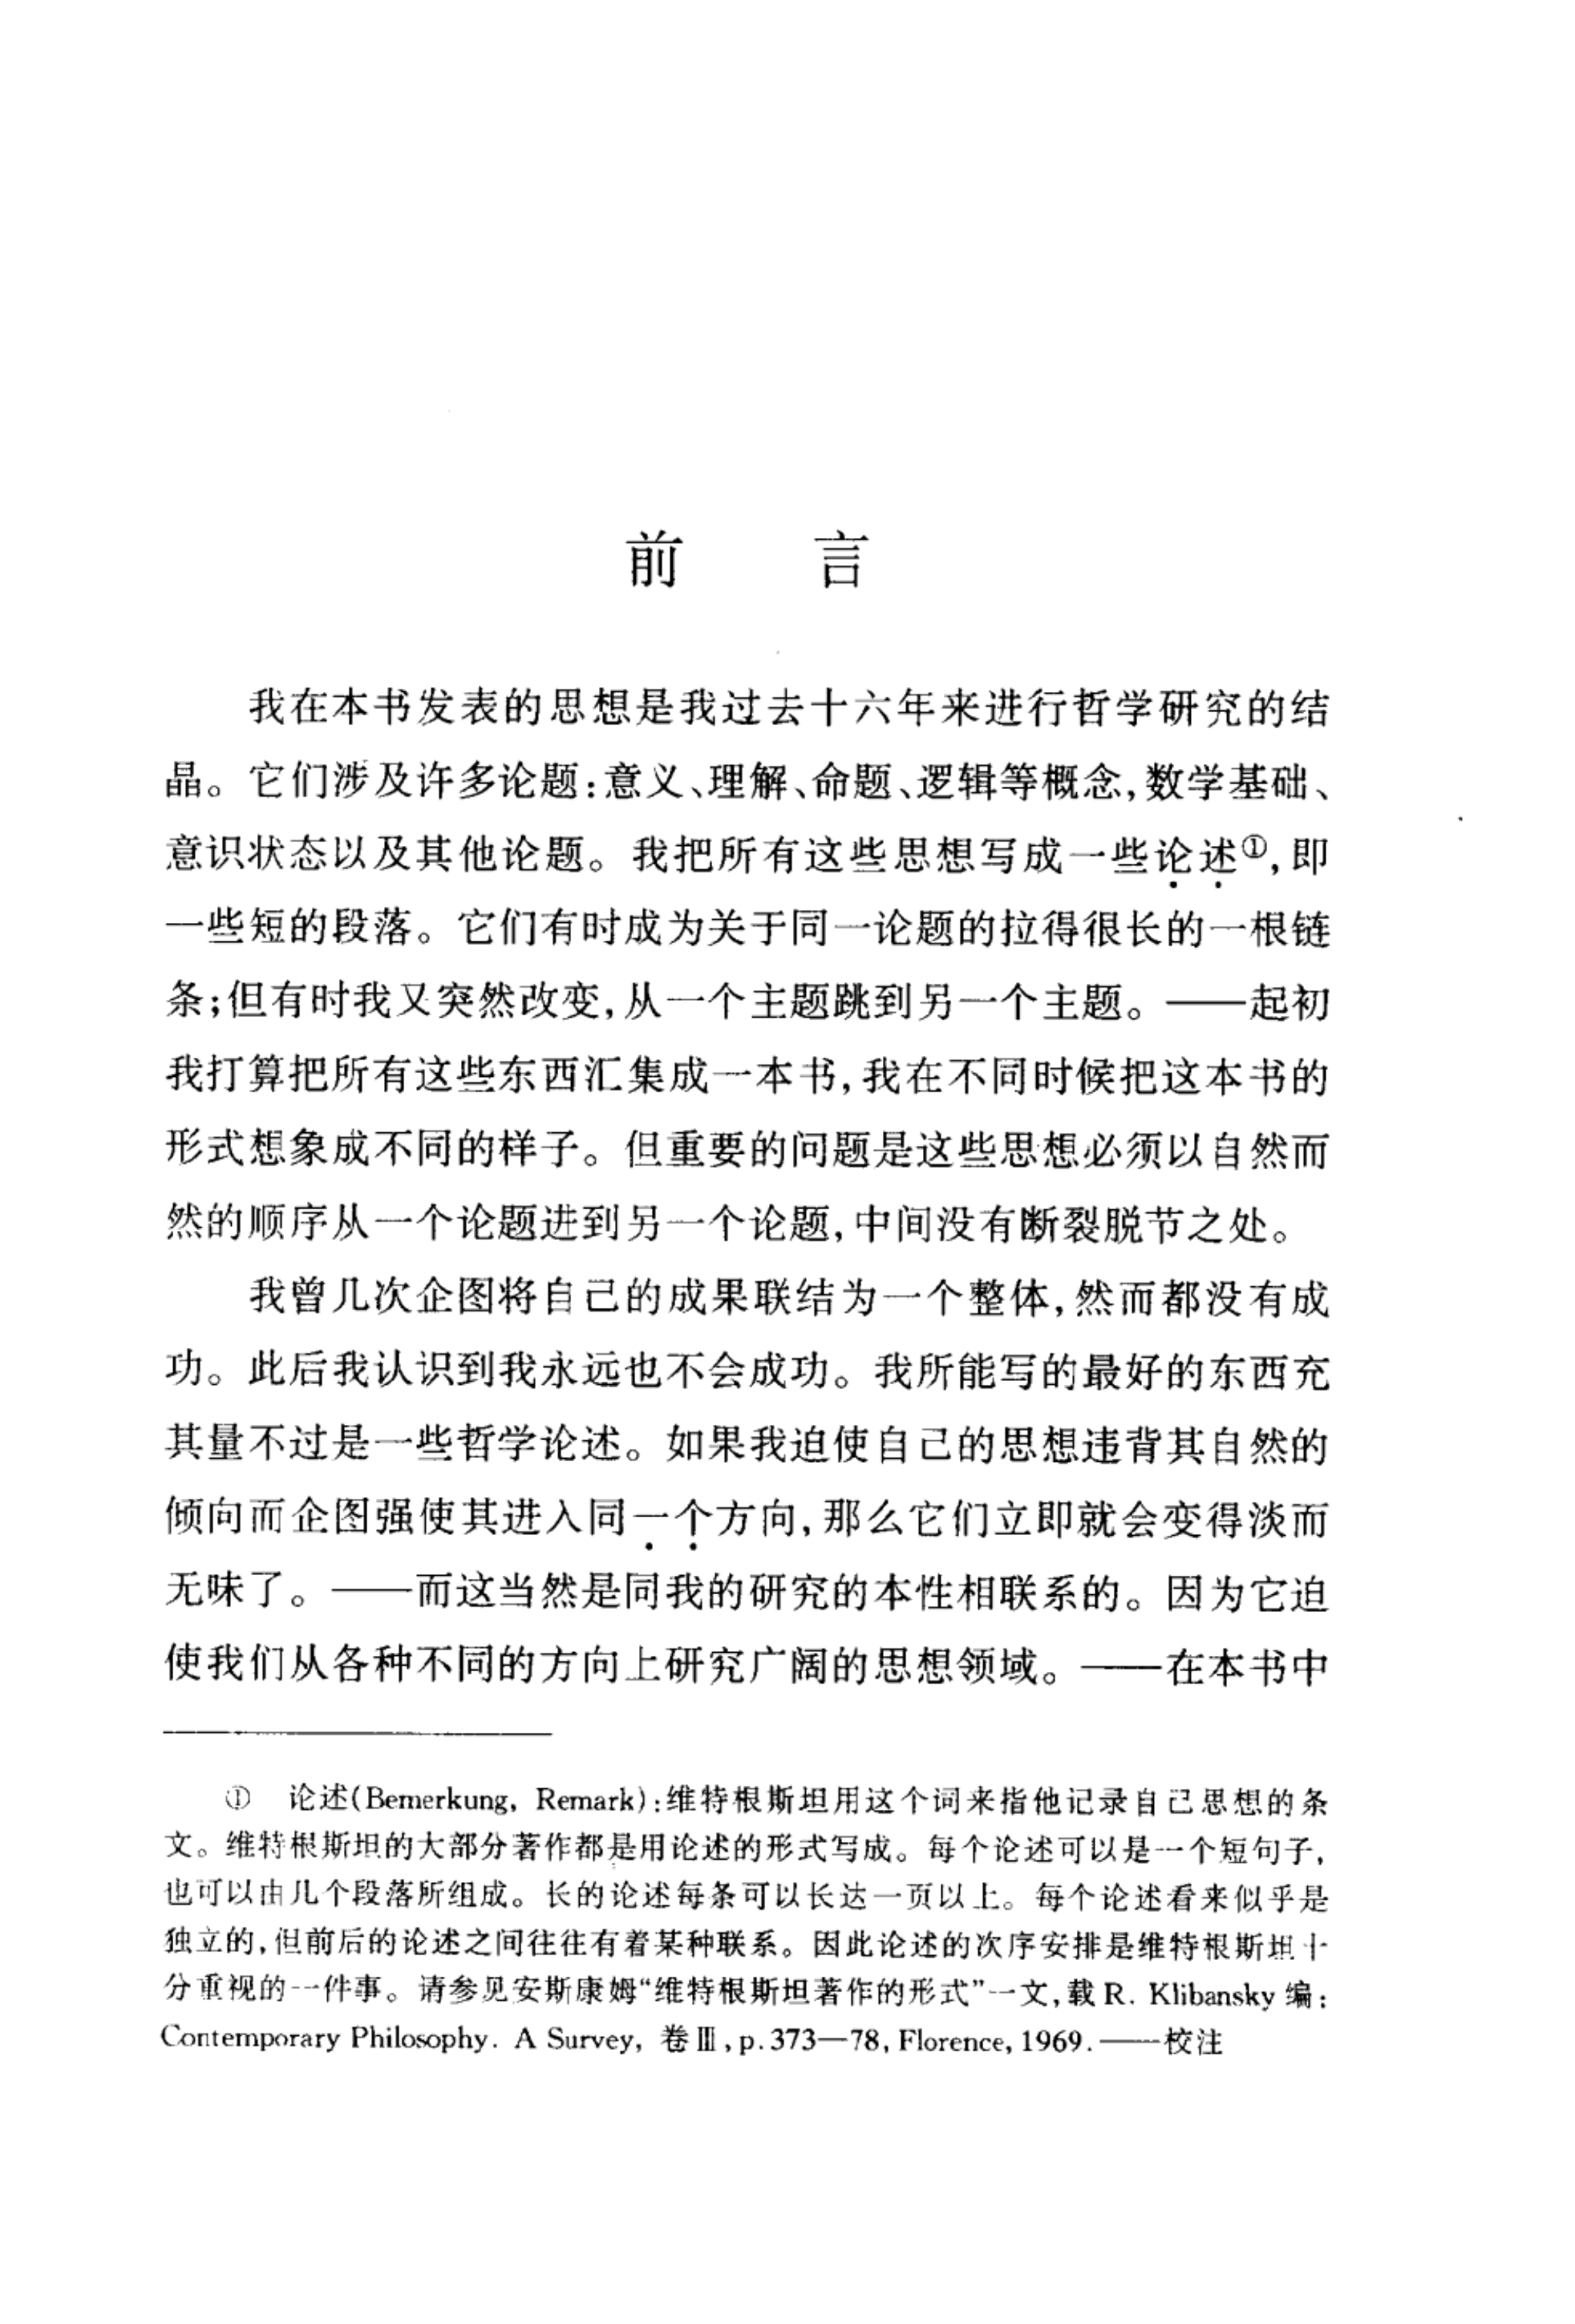 前言
我在本书发表的思想是我过去十六年来进行哲学研究的结
晶。它们涉及许多论题:意义、理解、命题、逻辑等概念,数学基础、
意识状态以及其他论题。我把所有这些思想写成一些论述①,即
一些短的段落。它们有时成为关于同一论题的拉得很长的一根链
条;但有时我又突然改变,从一个主题跳到另一个主题。——起初
我打算把所有这些东西汇集成一本书,我在不同时候把这本书的
形式想象成不同的样子。但重要的问题是这些思想必须以自然而
然的顺序从一个论题进到另一个论题,中间没有断裂脱节之处。
我曾几次企图将自己的成果联结为一个整体,然而都没有成
功。此后我认识到我永远也不会成功。我所能写的最好的东西充
其量不过是一些哲学论述。如果我迫使自己的思想违背其自然的
倾向而企图强使其进入同一个方向,那么它们立即就会变得淡而
无味了。——而这当然是同我的研究的本性相联系的。因为它迫
使我们从各种不同的方向上研究广阔的思想领域。——在本书中
① 论述(Bemerkung, Remark):维特根斯坦用这个词来指他记录自己思想的条
文。维特根斯坦的大部分著作都是用论述的形式写成。每个论述可以是一个短句子,
也可以由几个段落所组成。长的论述每条可以长达一页以上。每个论述看来似乎是
独立的,但前后的论述之间往往有着某种联系。因此论述的次序安排是维特根斯坦十
分重视的一件事。请参见安斯康姆“维特根斯坦著作的形式”一文,载 R. Klibansky 编:
Contemporary Philosophy. A Survey, 卷Ⅲ,p.373—78, Florence, 1969.——校注